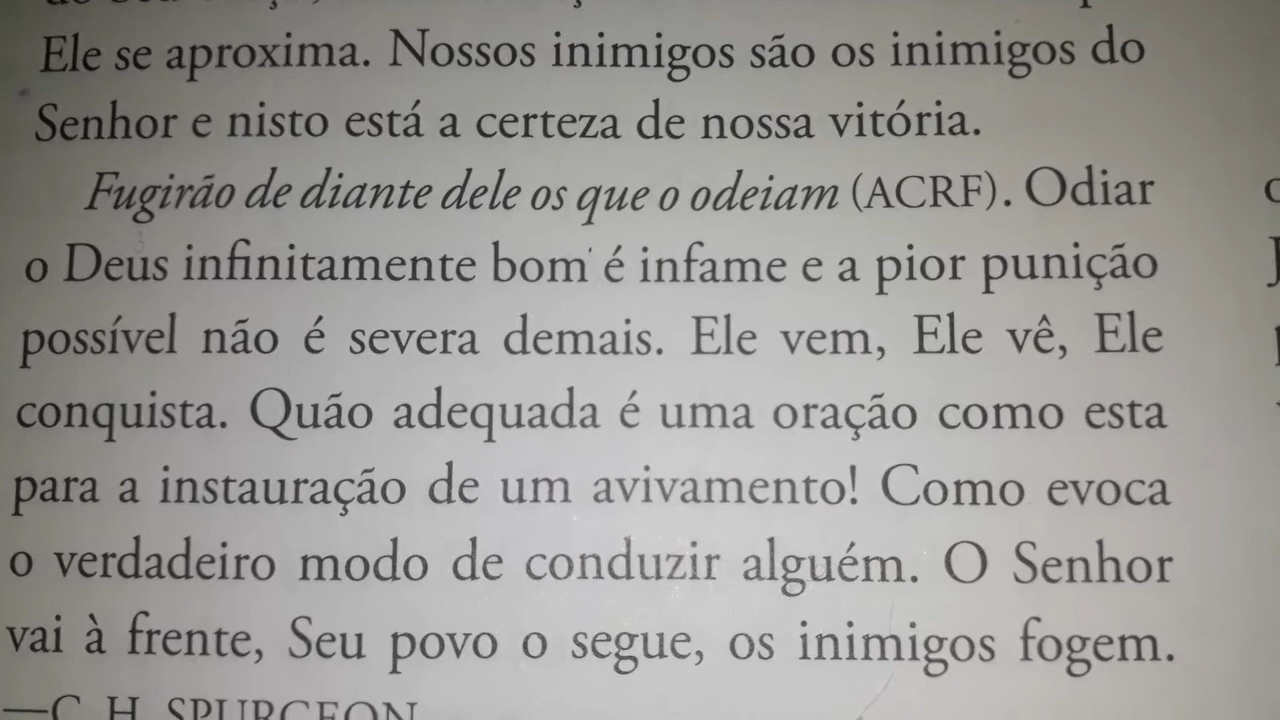 Ele se aproxima. Nossos inimigos são os inimigos do
Senhor e nisto está a certeza de nossa vitória.
Fugirão de diante dele os que o odeiam (ACRF). Odiar
o Deus infinitamente bom é infame e a pior punição
possível não é severa demais. Ele vem, Ele vê, Ele
conquista. Quão adequada é uma oração como esta
para a instauração de um avivamento! Como evoca
o verdadeiro modo de conduzir alguém. O Senhor
vai à frente, Seu povo o segue, os inimigos fogem.
—C. H. SPURGEON